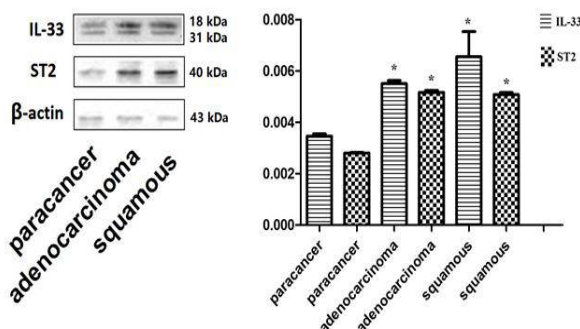 IL-33
18 kDa
31 kDa
ST2
40 kDa
β-actin
43 kDa
paracancer
adenocarcinoma
squamous
0.008
0.006
0.004
0.002
0.000
*
*
*
*
IL-33
ST2
paracancer
paracancer
adenocarcinoma
adenocarcinoma
squamous
squamous